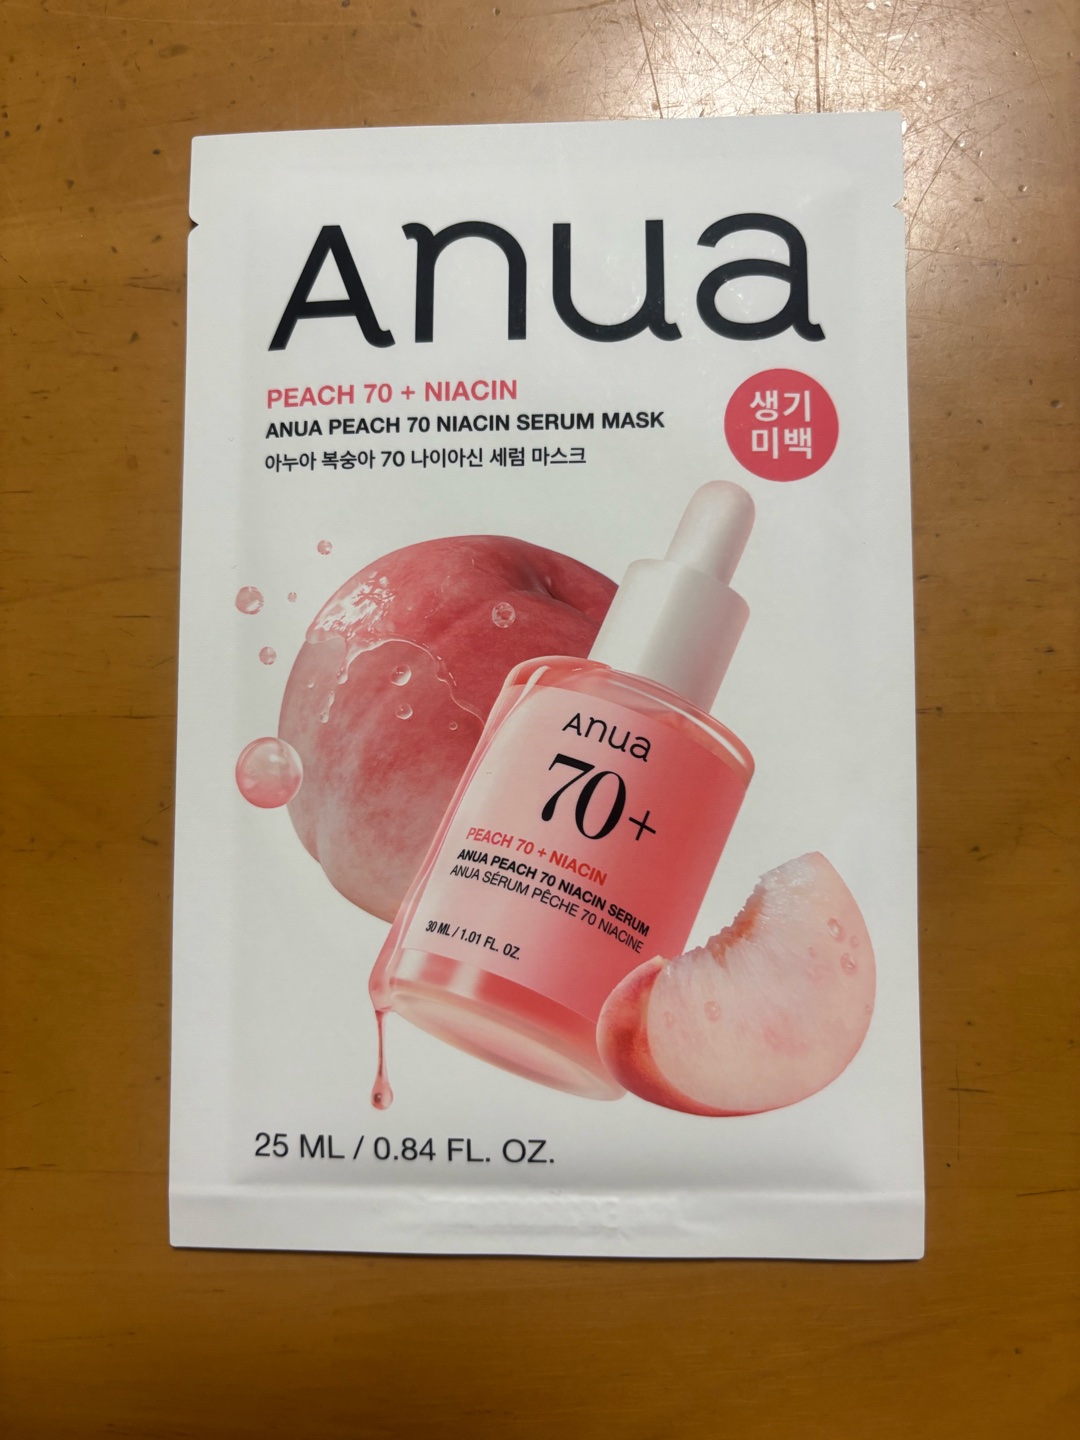 Anua
PEACH 70 + NIACIN
ANUA PEACH 70 NIACIN SERUM MASK
아누아 복숭아 70 나이아신 세럼 마스크
생기
미백
Anua
70+
PEACH 70 + NIACIN
ANUA PEACH 70 NIACIN SERUM
ANUA SÉRUM PÊCHE 70 NIACINE
30 ML / 1.01 FL. OZ.
25 ML / 0.84 FL. OZ.